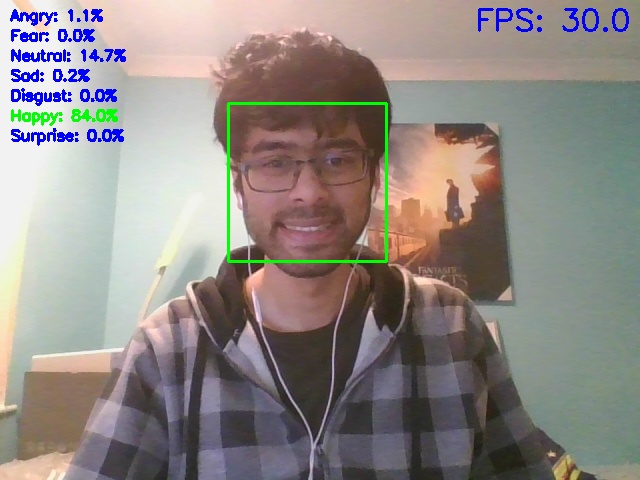 Angry: 1.1%
FPS: 30.0
Fear: 0.0%
Neutral: 14.7%
Sad: 0.2%
Disgust: 0.0%
Happy: 84.0%
Surprise: 0.0%
FANTASTIC